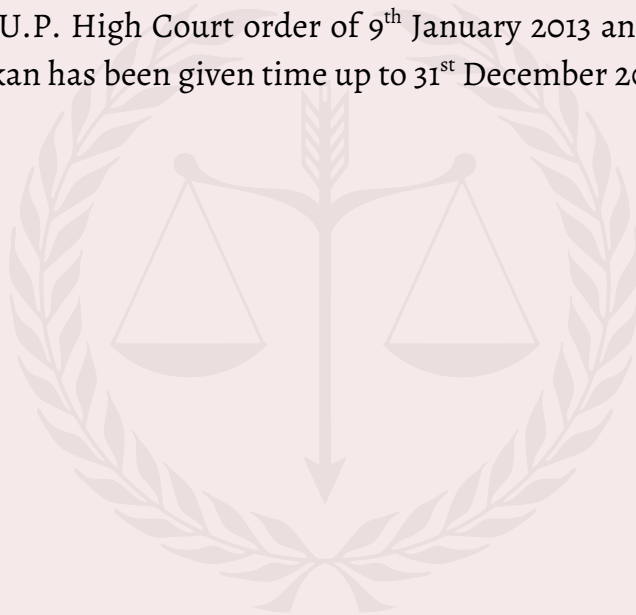 U.P. High Court order of 9th January 2013 an
kan has been given time up to 31st December 20